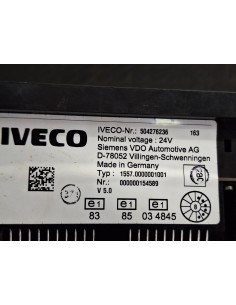 IVECO
IVECO-Nr.: 504276236 163
Nominal voltage : 24V
Siemens VDO Automotive AG
D-78052 Villingen-Schwenningen
Made in Germany
Typ : 1557.0000001001
Nr.: 000000154589
V 5.0
e1 e1 e1
83 85 03 4845